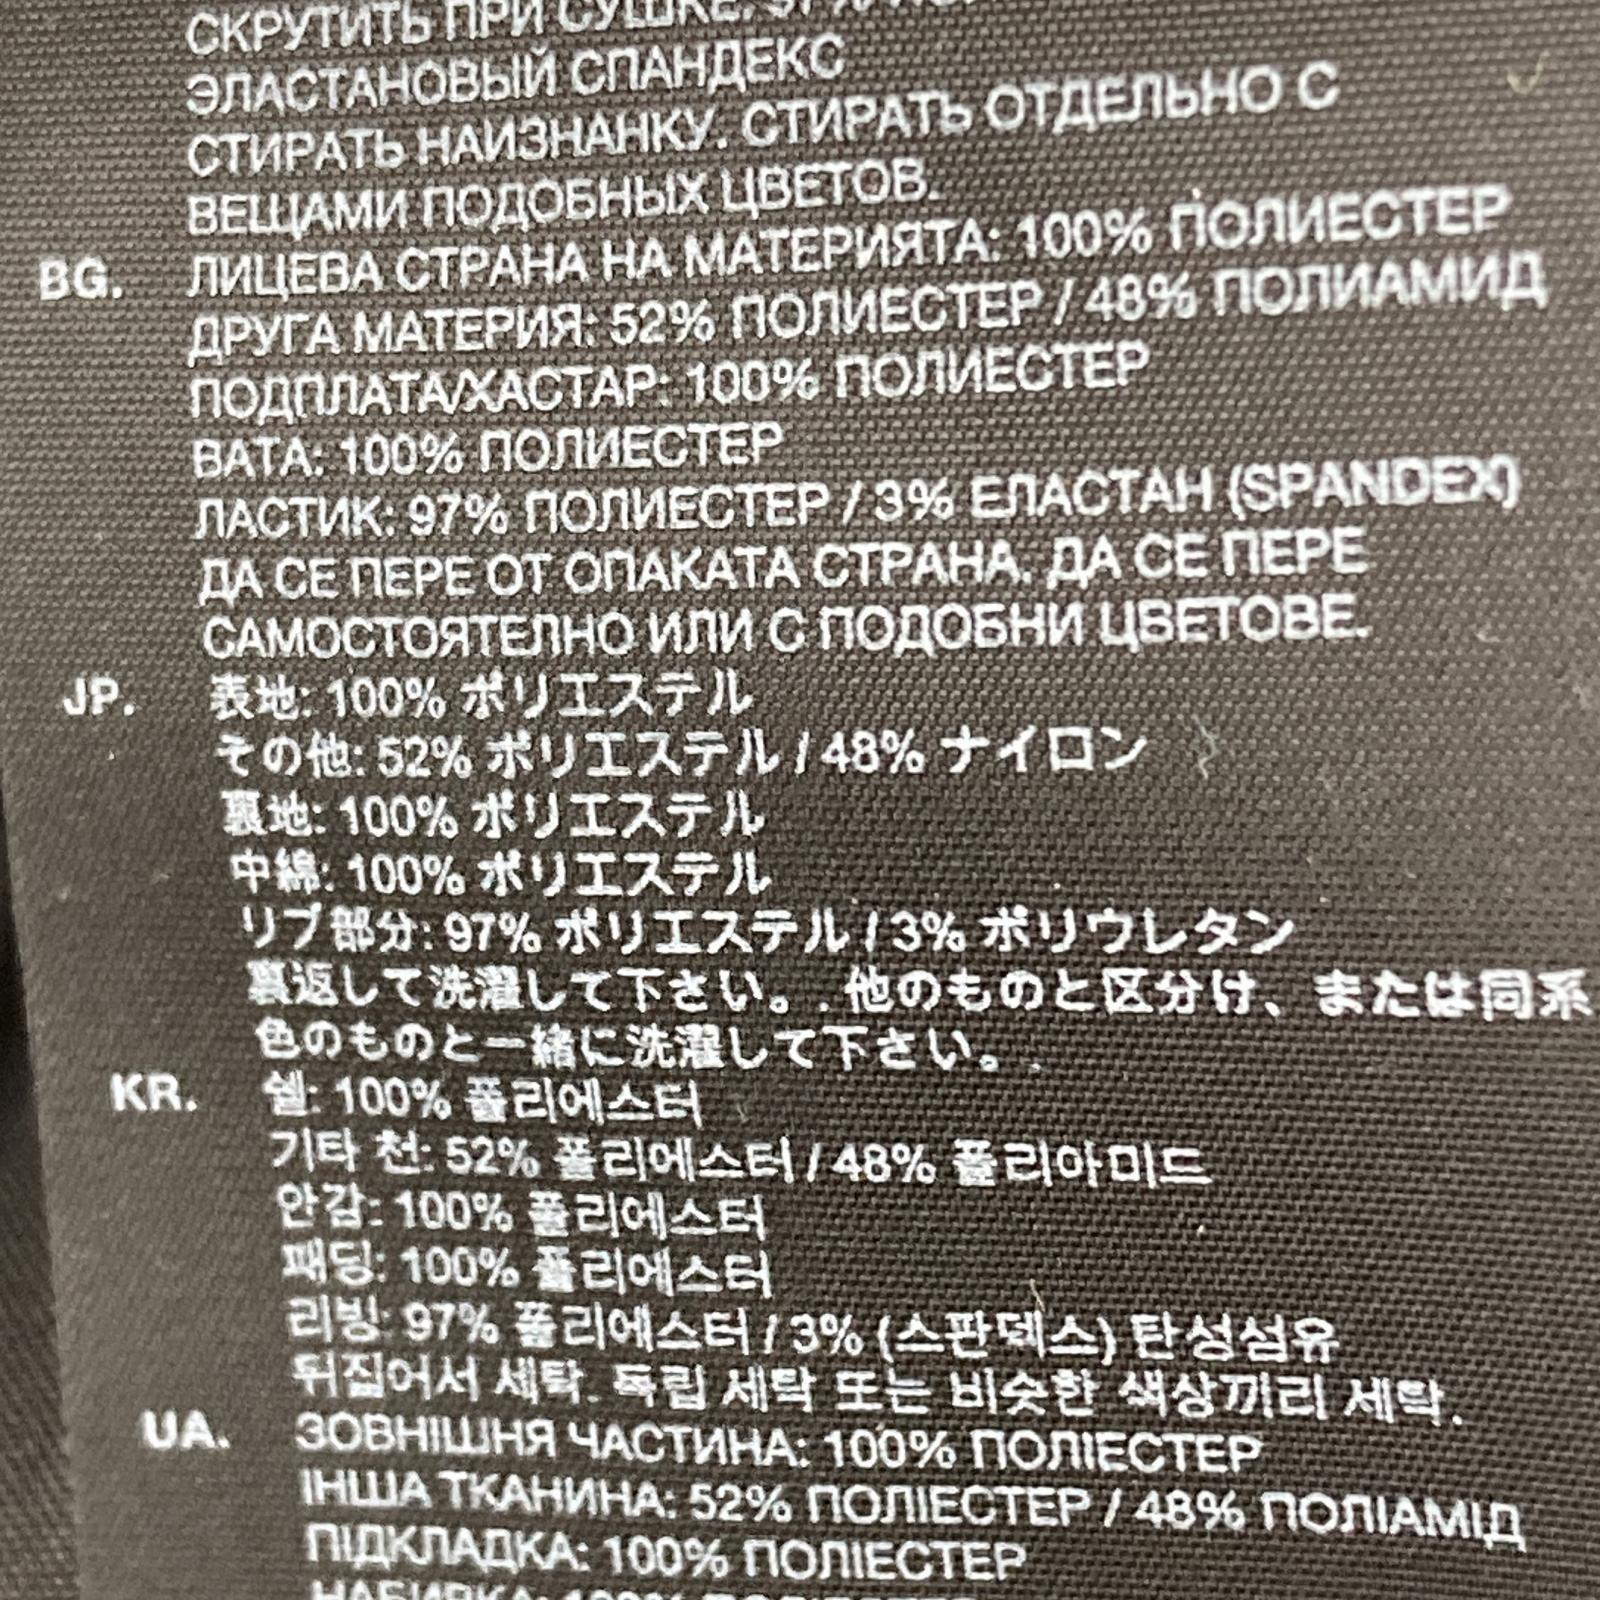 СКРУТИТЬ ПРИ СУШКЕ. 97%
ЭЛАСТАНОВЫЙ СПАНДЕКС
СТИРАТЬ НАИЗНАНКУ. СТИРАТЬ ОТДЕЛЬНО С
ВЕЩАМИ ПОДОБНЫХ ЦВЕТОВ.
BG. ЛИЦЕВА СТРАНА НА МАТЕРИЯТА: 100% ПОЛИЕСТЕР
ДРУГА МАТЕРИЯ: 52% ПОЛИЕСТЕР / 48% ПОЛИАМИД
ПОДПЛАТА/ХАСТАР: 100% ПОЛИЕСТЕР
ВАТА: 100% ПОЛИЕСТЕР
ЛАСТИК: 97% ПОЛИЕСТЕР / 3% ЕЛАСТАН (SPANDEX)
ДА СЕ ПЕРЕ ОТ ОПАКАТА СТРАНА. ДА СЕ ПЕРЕ
САМОСТОЯТЕЛНО ИЛИ С ПОДОБНИ ЦВЕТОВЕ.
JP. 表地: 100% ポリエステル
その他: 52% ポリエステル / 48% ナイロン
裏地: 100% ポリエステル
中綿: 100% ポリエステル
リブ部分: 97% ポリエステル / 3% ポリウレタン
裏返して洗濯して下さい。. 他のものと区分け、または同系
色のものと一緒に洗濯して下さい。.
KR. 쉘: 100% 폴리에스터
기타 천: 52% 폴리에스터 / 48% 폴리아미드
안감: 100% 폴리에스터
패딩: 100% 폴리에스터
리빙: 97% 폴리에스터 / 3% (스판덱스) 탄성섬유
뒤집어서 세탁. 독립 세탁 또는 비슷한 색상끼리 세탁.
UA. ЗОВНІШНЯ ЧАСТИНА: 100% ПОЛІЕСТЕР
ІНША ТКАНИНА: 52% ПОЛІЕСТЕР / 48% ПОЛІАМІД
ПІДКЛАДКА: 100% ПОЛІЕСТЕР
НАБИВКА: 100% ПОЛІЕСТЕР